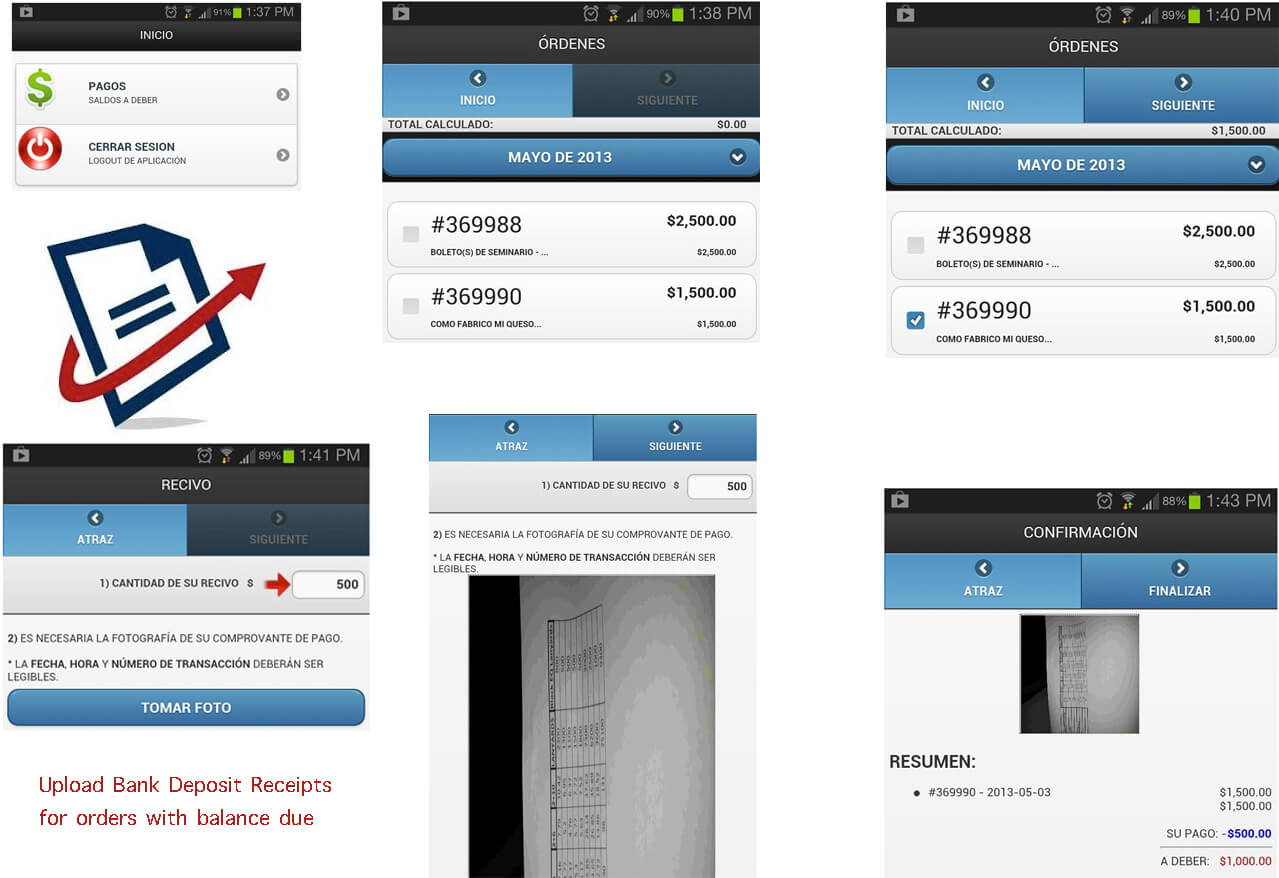 91% 1:37 PM
INICIO
PAGOS
SALDOS A DEBER
CERRAR SESION
LOGOUT DE APLICACIÓN
90% 1:38 PM
ÓRDENES
INICIO SIGUIENTE
TOTAL CALCULADO: $0.00
MAYO DE 2013
#369988 $2,500.00
BOLETO(S) DE SEMINARIO - ... $2,500.00
#369990 $1,500.00
COMO FABRICO MI QUESO... $1,500.00
89% 1:40 PM
ÓRDENES
INICIO SIGUIENTE
TOTAL CALCULADO: $1,500.00
MAYO DE 2013
#369988 $2,500.00
BOLETO(S) DE SEMINARIO - ... $2,500.00
#369990 $1,500.00
COMO FABRICO MI QUESO... $1,500.00
89% 1:41 PM
RECIVO
ATRAZ SIGUIENTE
1) CANTIDAD DE SU RECIVO $ 500
2) ES NECESARIA LA FOTOGRAFÍA DE SU COMPROVANTE DE PAGO.
* LA FECHA, HORA Y NÚMERO DE TRANSACCIÓN DEBERÁN SER
LEGIBLES.
TOMAR FOTO
Upload Bank Deposit Receipts
for orders with balance due
ATRAZ SIGUIENTE
1) CANTIDAD DE SU RECIVO $ 500
2) ES NECESARIA LA FOTOGRAFÍA DE SU COMPROVANTE DE PAGO.
* LA FECHA, HORA Y NÚMERO DE TRANSACCIÓN DEBERÁN SER
LEGIBLES.
88% 1:43 PM
CONFIRMACIÓN
ATRAZ FINALIZAR
RESUMEN:
#369990 - 2013-05-03 $1,500.00
$1,500.00
SU PAGO: -$500.00
A DEBER: $1,000.00